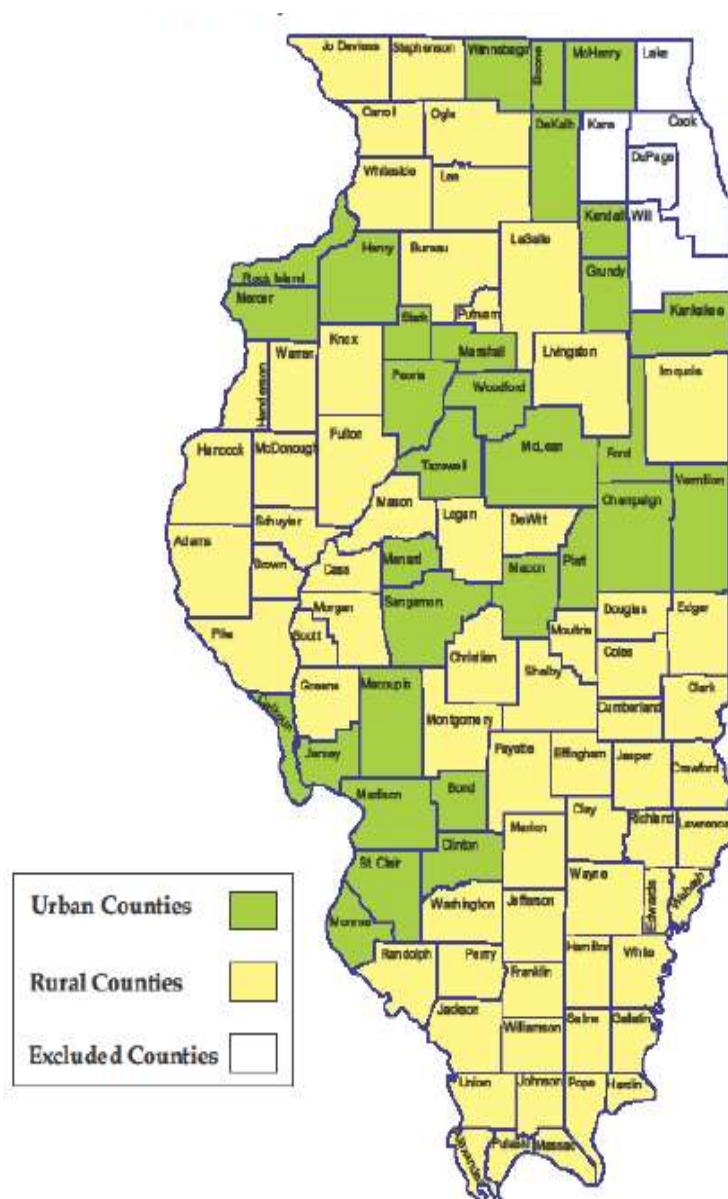 Jo Daviess
Stephenson
Winnebago
Boone
McHenry
Lake
Carroll
Ogle
DeKalb
Kane
Cook
DuPage
Whiteside
Lee
Kendall
Will
LaSalle
Henry
Bureau
Rock Island
Grundy
Mercer
Putnam
Kankakee
Stark
Knox
Marshall
Livingston
Warren
Henderson
Peoria
Iroquois
Woodford
Fulton
McLean
Ford
Hancock
McDonough
Tazewell
Vermilion
Mason
Champaign
Logan
DeWitt
Schuyler
Adams
Menard
Macon
Piatt
Brown
Cass
Sangamon
Morgan
Douglas
Edgar
Pike
Scott
Moultrie
Christian
Coles
Shelby
Greene
Macoupin
Clark
Calhoun
Cumberland
Montgomery
Jersey
Fayette
Effingham
Jasper
Crawford
Madison
Bond
Clay
Marion
Richland
Lawrence
Clinton
St. Clair
Wayne
Edwards
Wabash
Washington
Jefferson
Monroe
Randolph
Perry
Hamilton
White
Franklin
Jackson
Williamson
Saline
Gallatin
Union
Johnson
Pope
Hardin
Alexander
Pulaski
Massac
Urban Counties
Rural Counties
Excluded Counties